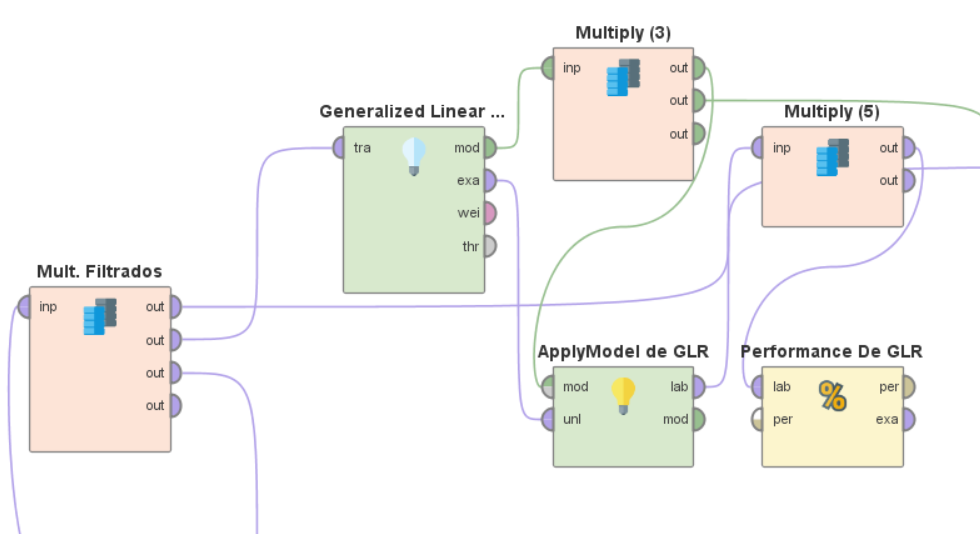 Multiply (3)
inp out
out
out
Generalized Linear ...
tra mod
exa
wei
thr
Multiply (5)
inp out
out
Mult. Filtrados
inp out
out
out
out
ApplyModel de GLR
mod lab
unl mod
Performance De GLR
lab per
% 
per exa